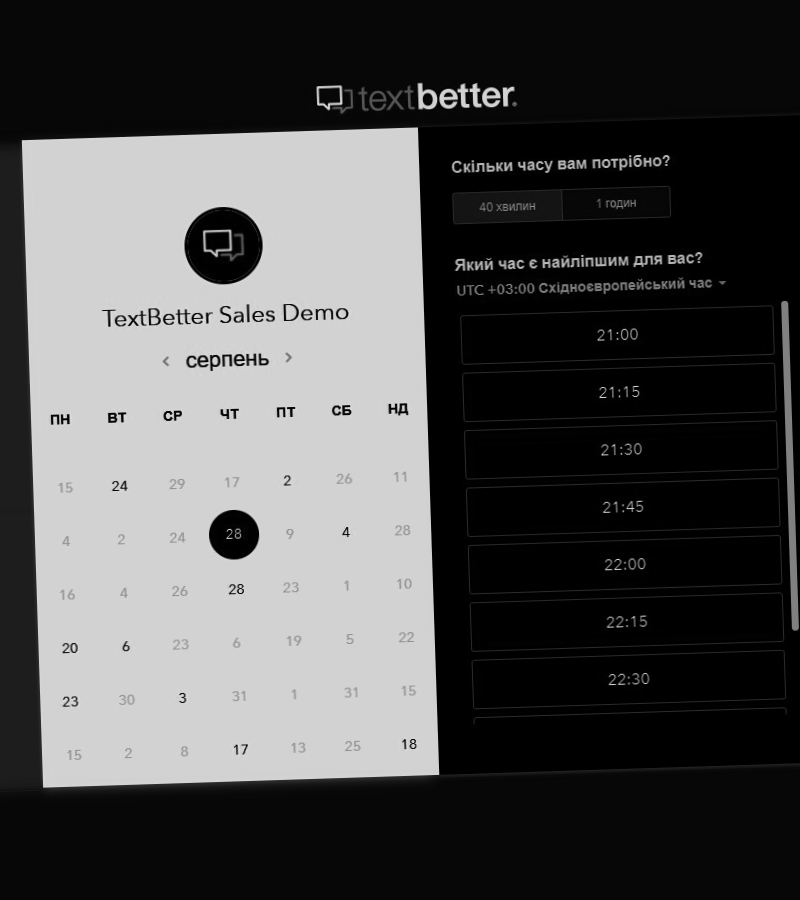 textbetter.
TextBetter Sales Demo
серпень
ПН ВТ СР ЧТ ПТ СБ НД
15 24 29 17 2 26 11
4 2 24 28 9 4 28
16 4 26 28 23 1 10
20 6 23 6 19 5 22
23 30 3 31 1 31 15
15 2 8 17 13 25 18
Скільки часу вам потрібно?
40 хвилин 1 годин
Який час є найліпшим для вас?
UTC +03:00 Східноєвропейський час
21:00
21:15
21:30
21:45
22:00
22:15
22:30